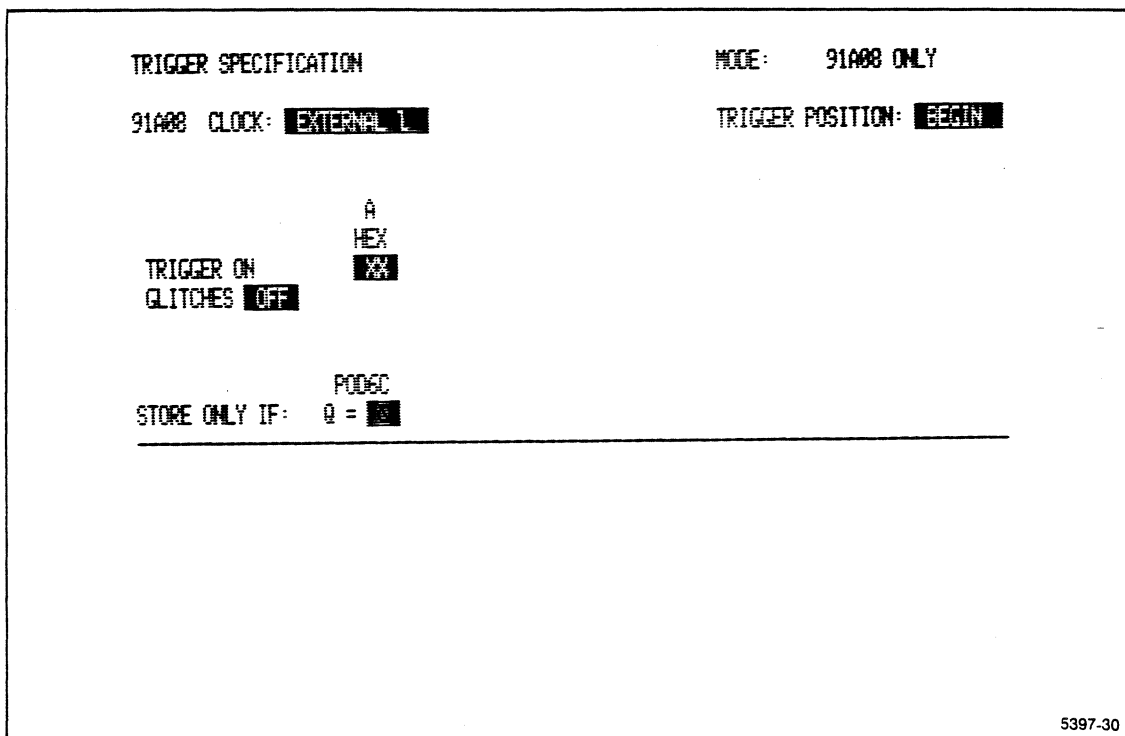 TRIGGER SPECIFICATION MODE: 91A08 ONLY
91A08 CLOCK: EXTERNAL TRIGGER POSITION: BEGIN
A
HEX
TRIGGER ON XX
GLITCHES OFF
POD6C
STORE ONLY IF: Q =
5397-30